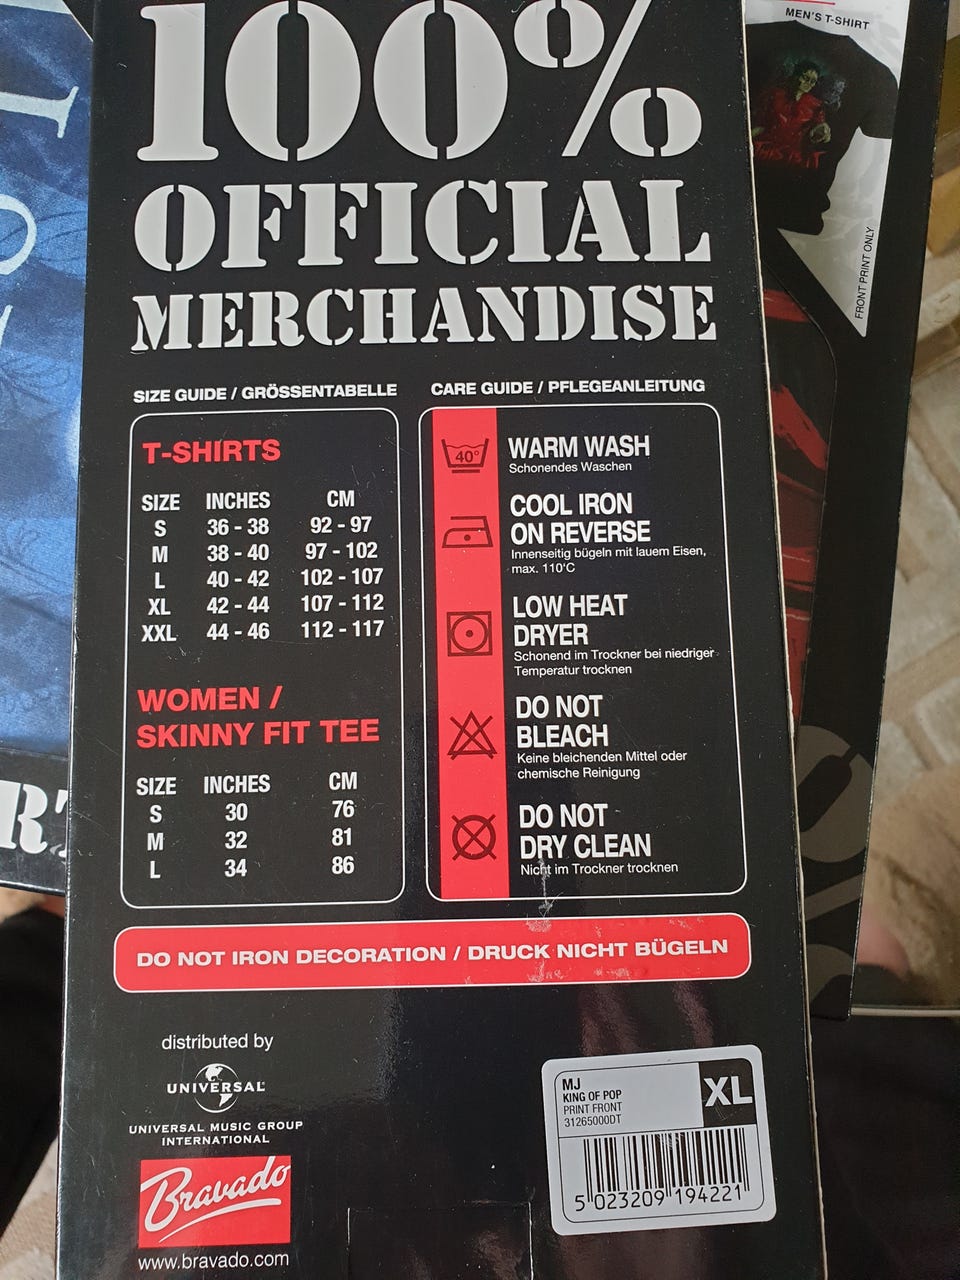 100%
OFFICIAL
MERCHANDISE
SIZE GUIDE / GRÖSSENTABELLE
T-SHIRTS
SIZE INCHES CM
S 36 - 38 92 - 97
M 38 - 40 97 - 102
L 40 - 42 102 - 107
XL 42 - 44 107 - 112
XXL 44 - 46 112 - 117
WOMEN /
SKINNY FIT TEE
SIZE INCHES CM
S 30 76
M 32 81
L 34 86
CARE GUIDE / PFLEGEANLEITUNG
40°
WARM WASH
Schonendes Waschen
COOL IRON
ON REVERSE
Innenseitig bügeln mit lauem Eisen,
max. 110'C
LOW HEAT
DRYER
Schonend im Trockner bei niedriger
Temperatur trocknen
DO NOT
BLEACH
Keine bleichenden Mittel oder
chemische Reinigung
DO NOT
DRY CLEAN
Nicht im Trockner trocknen
DO NOT IRON DECORATION / DRUCK NICHT BÜGELN
distributed by
UNIVERSAL
UNIVERSAL MUSIC GROUP
INTERNATIONAL
Bravado
www.bravado.com
MJ
KING OF POP
PRINT FRONT
31265000DT
XL
5 023209 194221
MEN'S T-SHIRT
THIS IS IT
FRONT PRINT ONLY